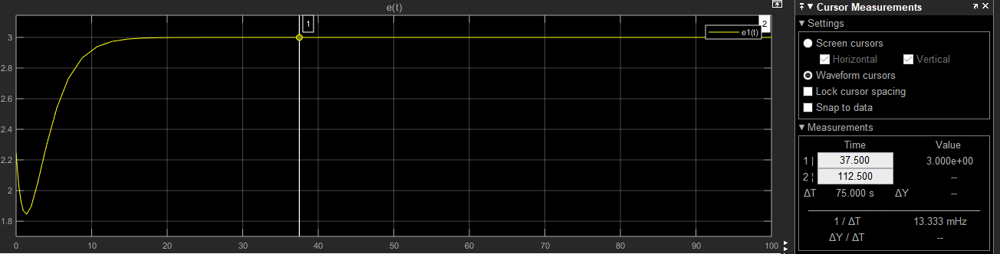 e(t)
1
2
e1(t)
3
2.8
2.6
2.4
2.2
2
1.8
0 10 20 30 40 50 60 70 80 90 100
Cursor Measurements
Settings
Screen cursors
Horizontal Vertical
Waveform cursors
Lock cursor spacing
Snap to data
Measurements
Time Value
1 | 37.500 3.000e+00
2 ¦ 112.500 --
ΔT 75.000 s ΔY --
1 / ΔT 13.333 mHz
ΔY / ΔT --